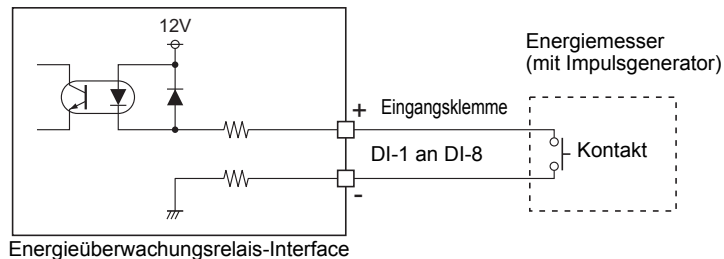 12V
Energiemesser
(mit Impulsgenerator)
+
Eingangsklemme
DI-1 an DI-8
Kontakt
-
Energieüberwachungsrelais-Interface